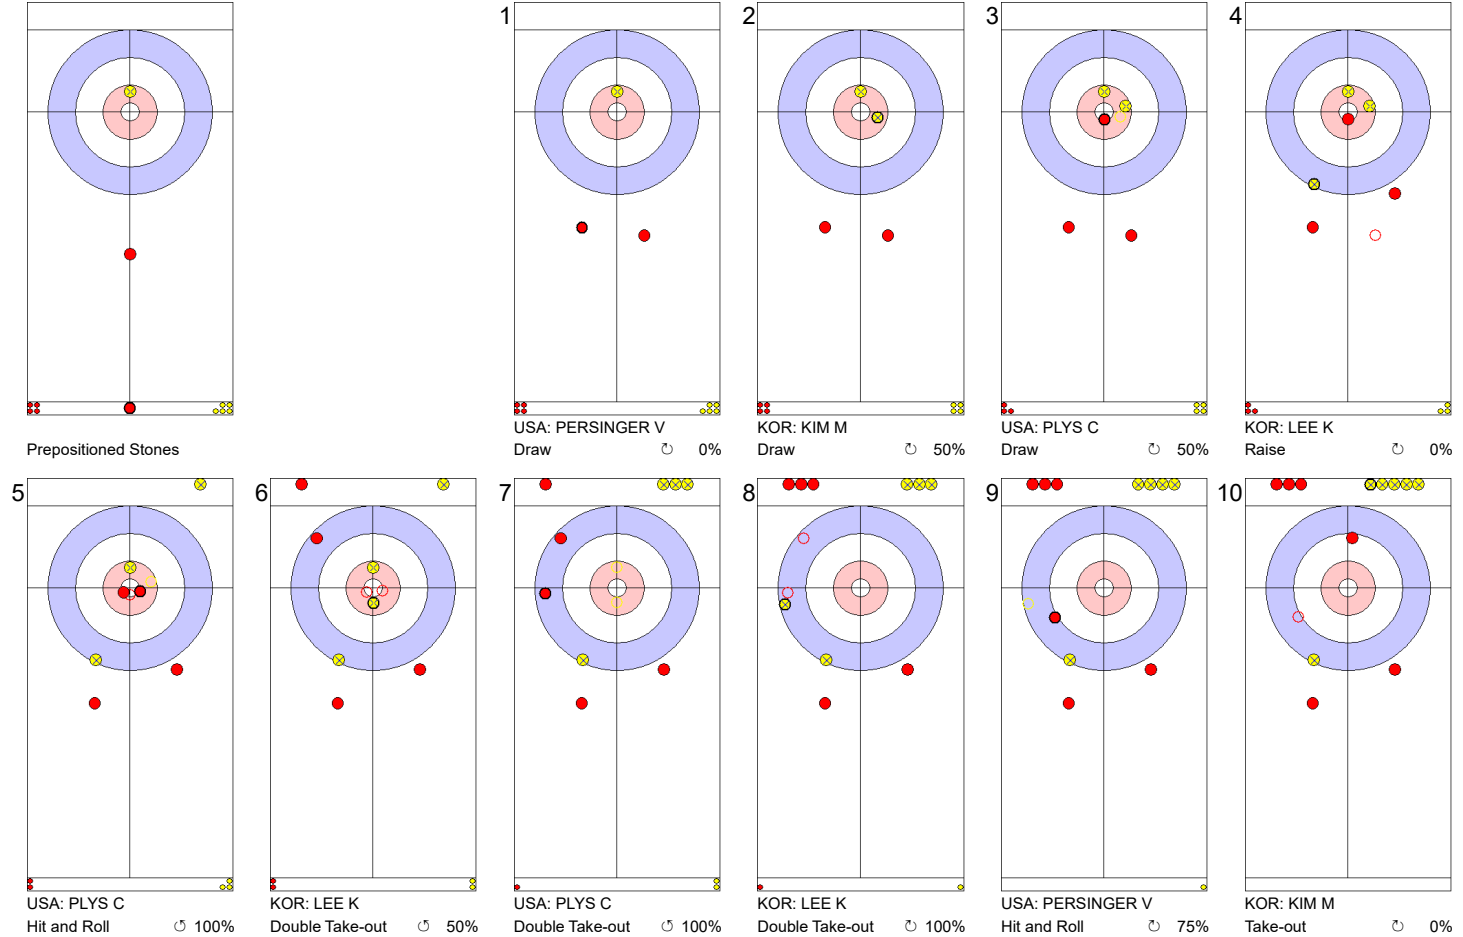 Prepositioned Stones
1
USA: PERSINGER V
Draw ↻ 0%
2
KOR: KIM M
Draw ↻ 50%
3
USA: PLYS C
Draw ↻ 50%
4
KOR: LEE K
Raise ↻ 0%
5
USA: PLYS C
Hit and Roll ↺ 100%
6
KOR: LEE K
Double Take-out ↺ 50%
7
USA: PLYS C
Double Take-out ↺ 100%
8
KOR: LEE K
Double Take-out ↻ 100%
9
USA: PERSINGER V
Hit and Roll ↻ 75%
10
KOR: KIM M
Take-out ↻ 0%